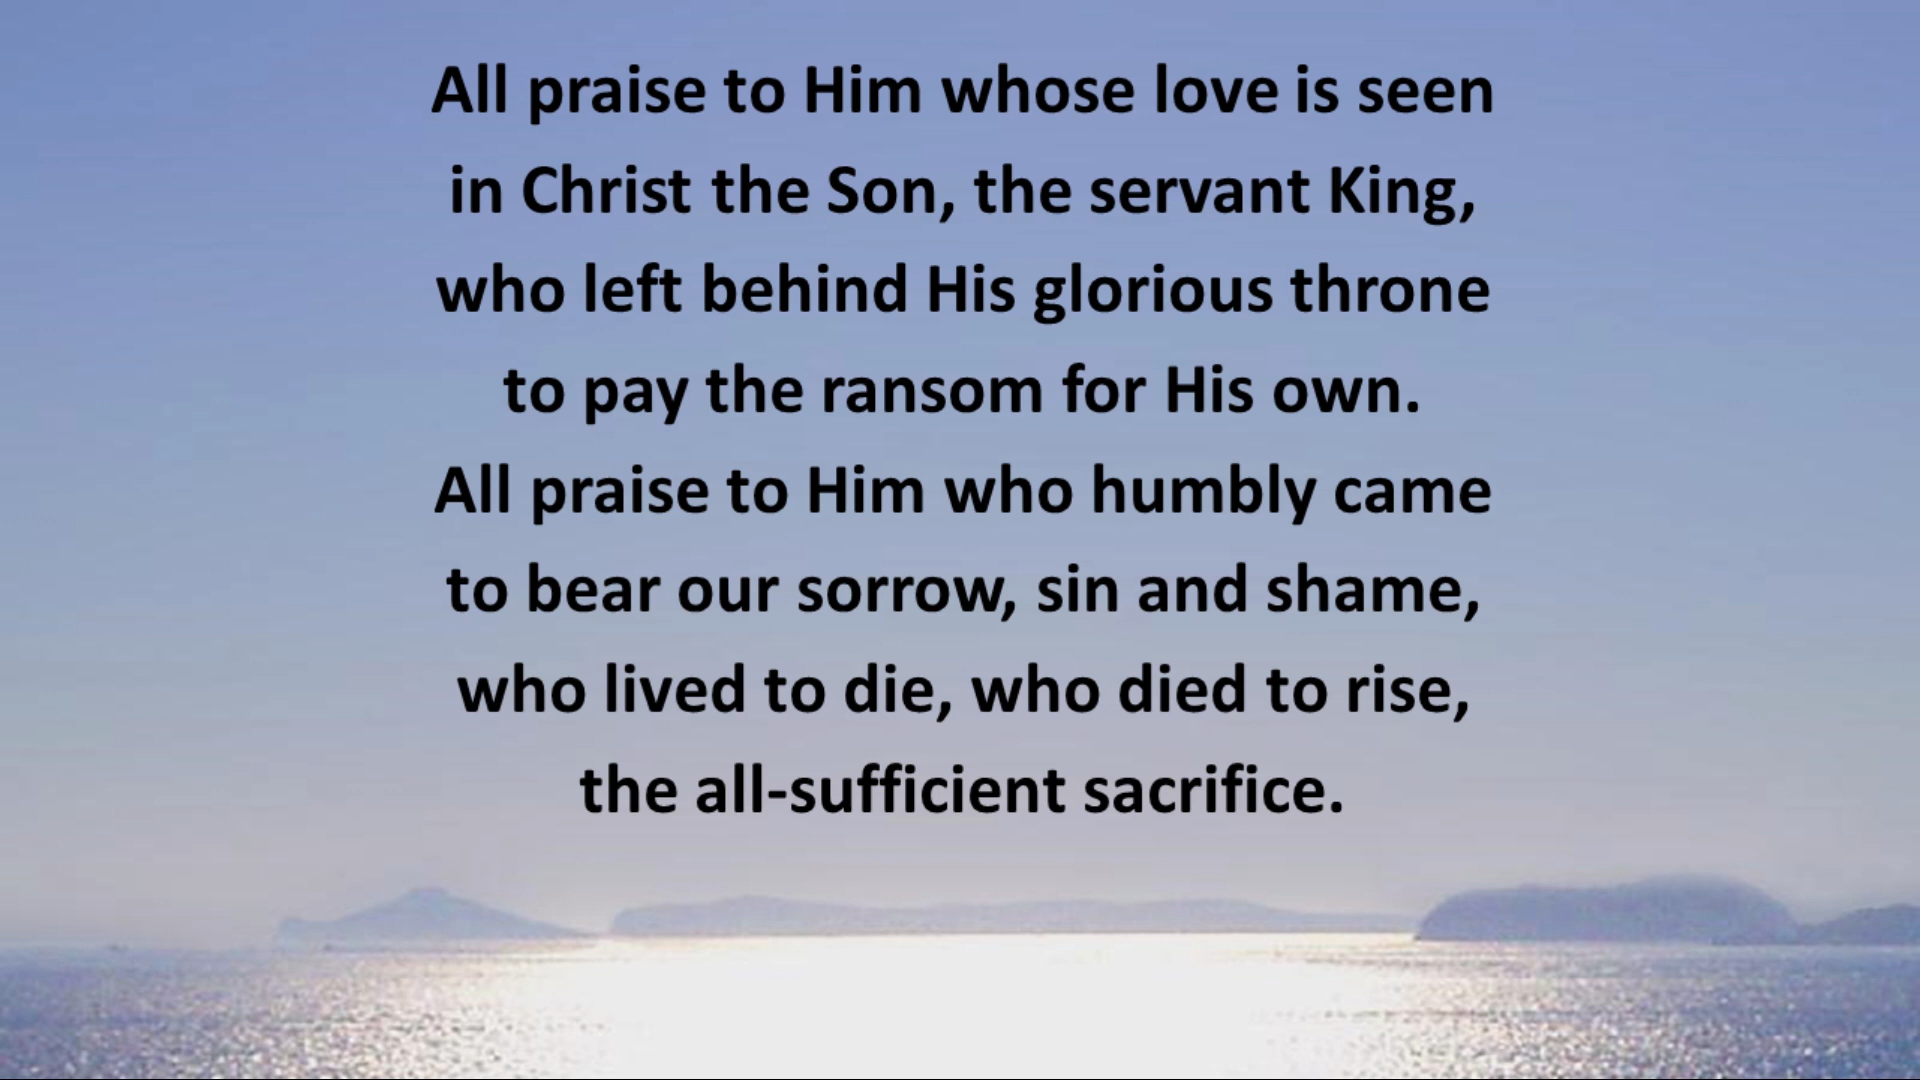 All praise to Him whose love is seen
in Christ the Son, the servant King,
who left behind His glorious throne
to pay the ransom for His own.
All praise to Him who humbly came
to bear our sorrow, sin and shame,
who lived to die, who died to rise,
the all-sufficient sacrifice.